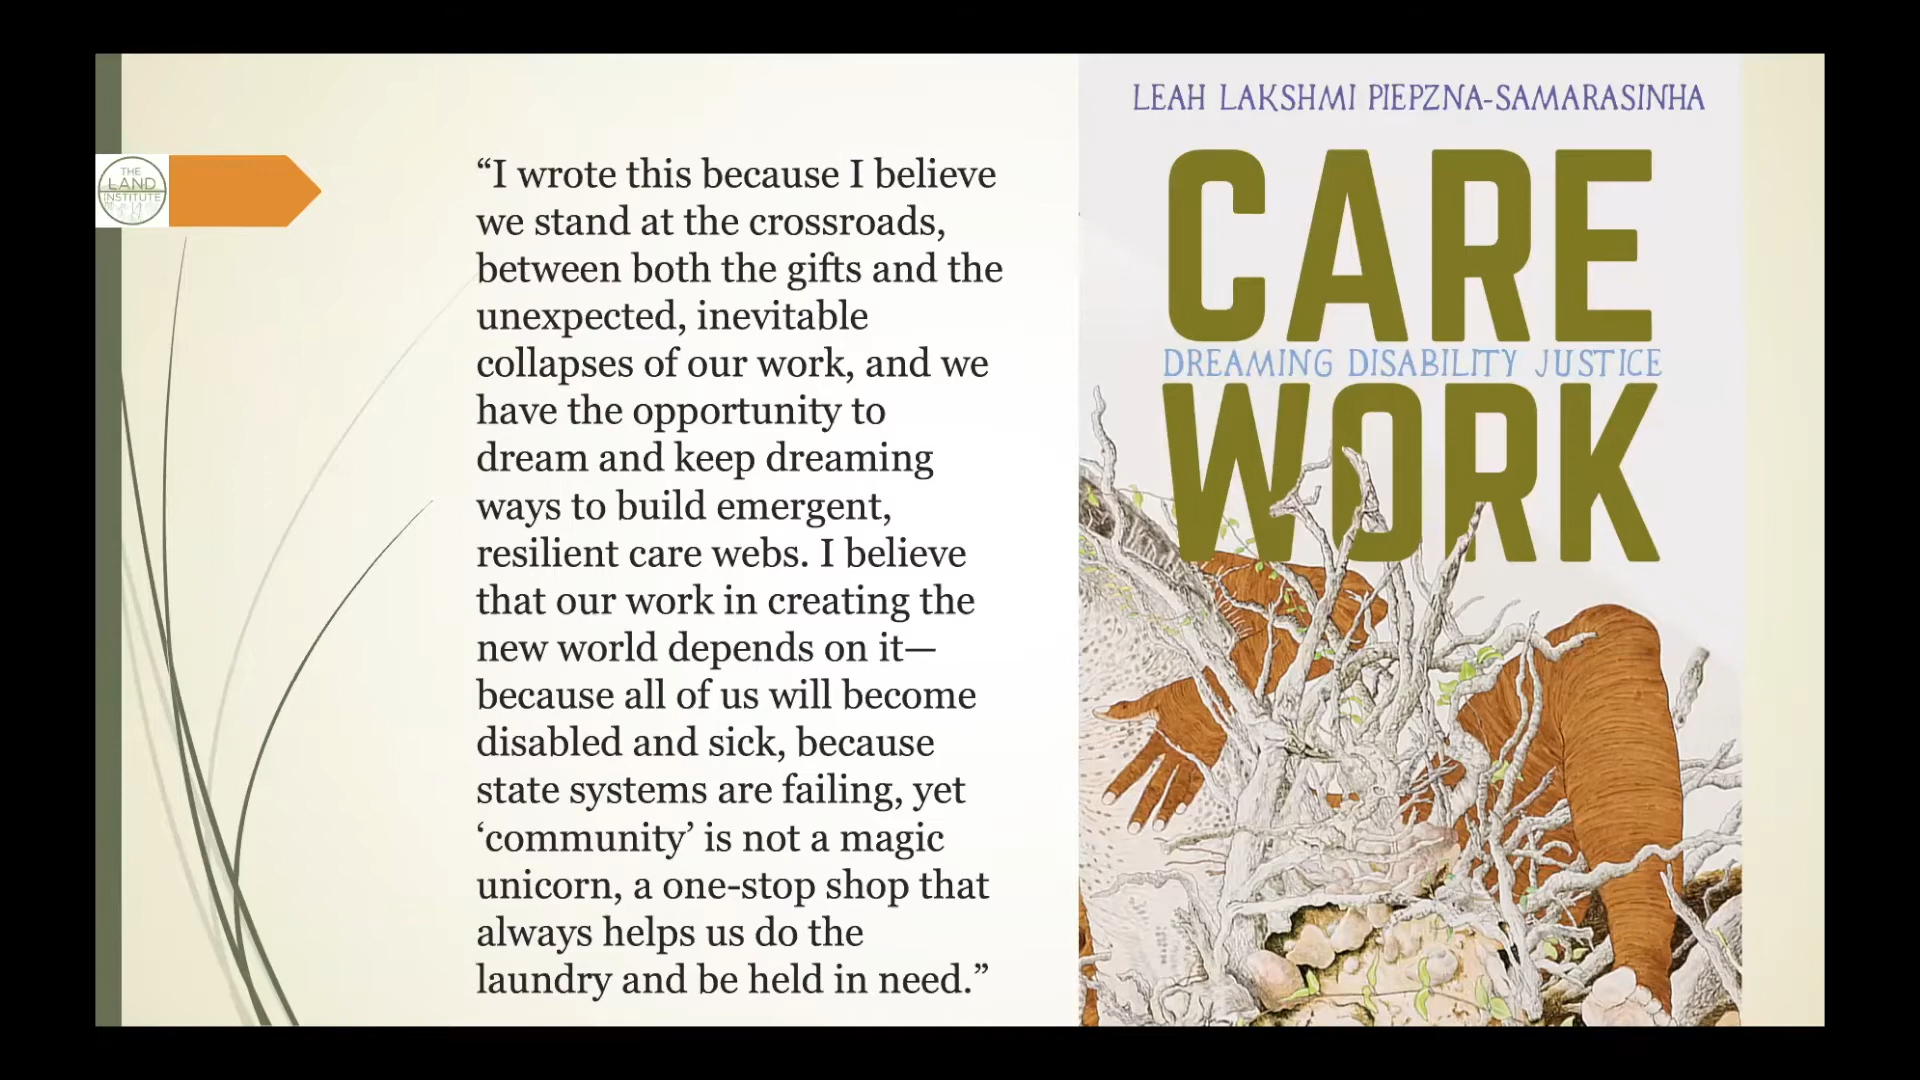 THE
LAND
INSTITUTE
“I wrote this because I believe
we stand at the crossroads,
between both the gifts and the
unexpected, inevitable
collapses of our work, and we
have the opportunity to
dream and keep dreaming
ways to build emergent,
resilient care webs. I believe
that our work in creating the
new world depends on it—
because all of us will become
disabled and sick, because
state systems are failing, yet
‘community’ is not a magic
unicorn, a one-stop shop that
always helps us do the
laundry and be held in need.”
LEAH LAKSHMI PIEPZNA-SAMARASINHA
CARE
DREAMING DISABILITY JUSTICE
WORK